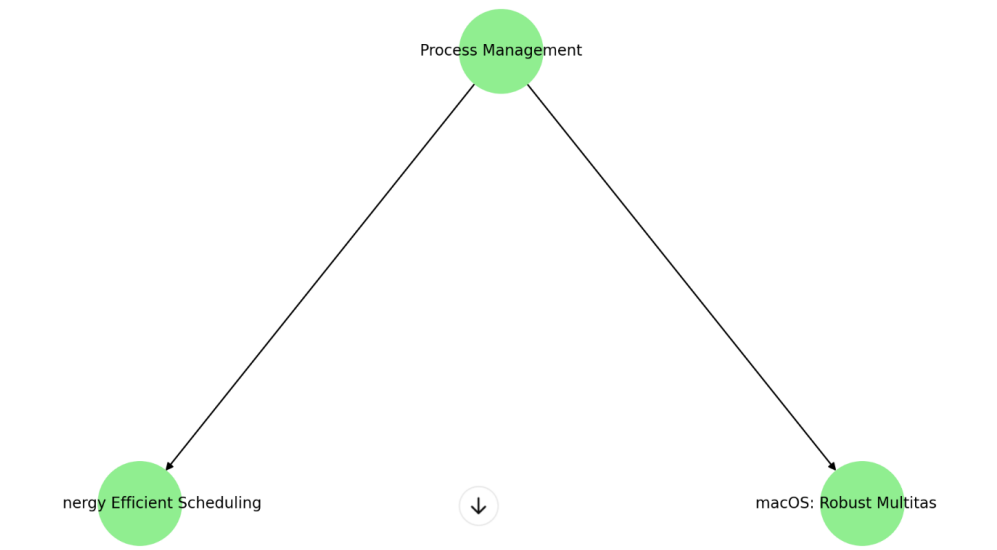 Process Management
nergy Efficient Scheduling
macOS: Robust Multitas